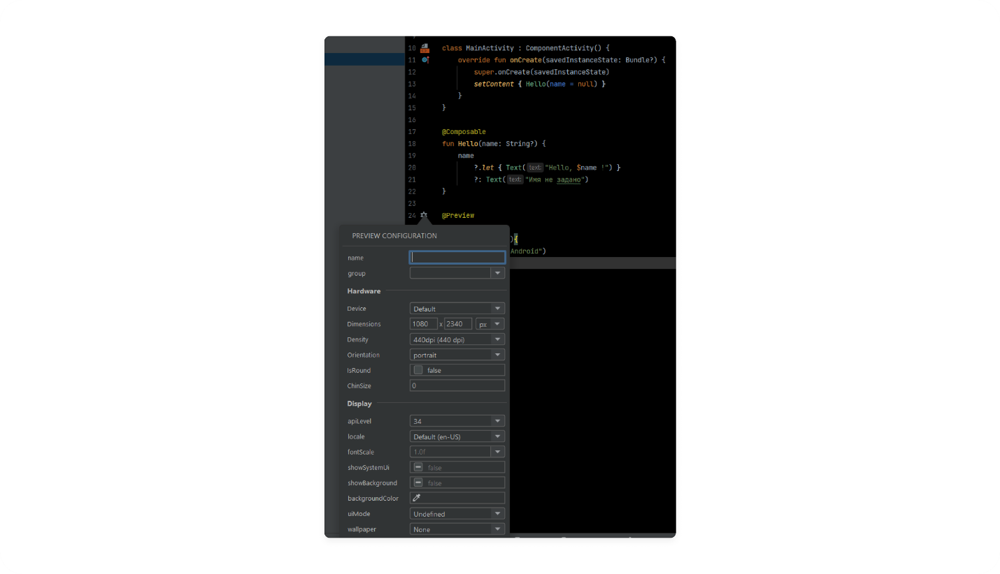 10 class MainActivity : ComponentActivity() {
11 override fun onCreate(savedInstanceState: Bundle?) {
12 super.onCreate(savedInstanceState)
13 setContent { Hello(name = null) }
14 }
15 }
16
17 @Composable
18 fun Hello(name: String?) {
19 name
20 ?.let { Text( text: "Hello, $name !") }
21 ?: Text( text: "Имя не задано")
22 }
23
24 @Preview
PREVIEW CONFIGURATION
){
Android")
name
group
Hardware
Device Default
Dimensions 1080 x 2340 px
Density 440dpi (440 dpi)
Orientation portrait
IsRound false
ChinSize 0
Display
apiLevel 34
locale Default (en-US)
fontScale 1.0f
showSystemUi false
showBackground false
backgroundColor
uiMode Undefined
wallpaper None